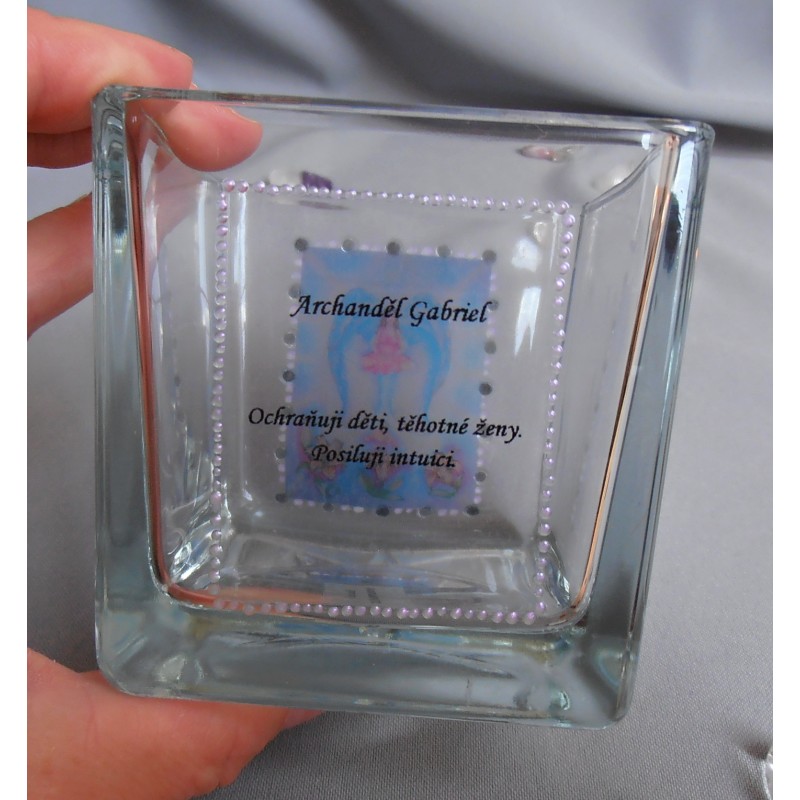 Archanděl Gabriel
Ochraňuji děti, těhotné ženy.
Posiluji intuici.